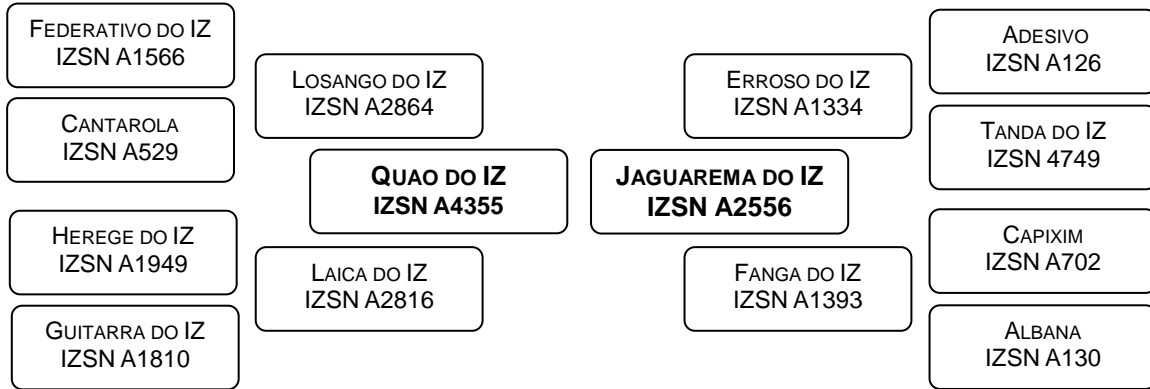 FEDERATIVO DO IZ
IZSN A1566
CANTAROLA
IZSN A529
HEREGE DO IZ
IZSN A1949
GUITARRA DO IZ
IZSN A1810
LOSANGO DO IZ
IZSN A2864
LAICA DO IZ
IZSN A2816
QUAO DO IZ
IZSN A4355
JAGUAREMA DO IZ
IZSN A2556
ERROSO DO IZ
IZSN A1334
FANGA DO IZ
IZSN A1393
ADESIVO
IZSN A126
TANDA DO IZ
IZSN 4749
CAPIXIM
IZSN A702
ALBANA
IZSN A130